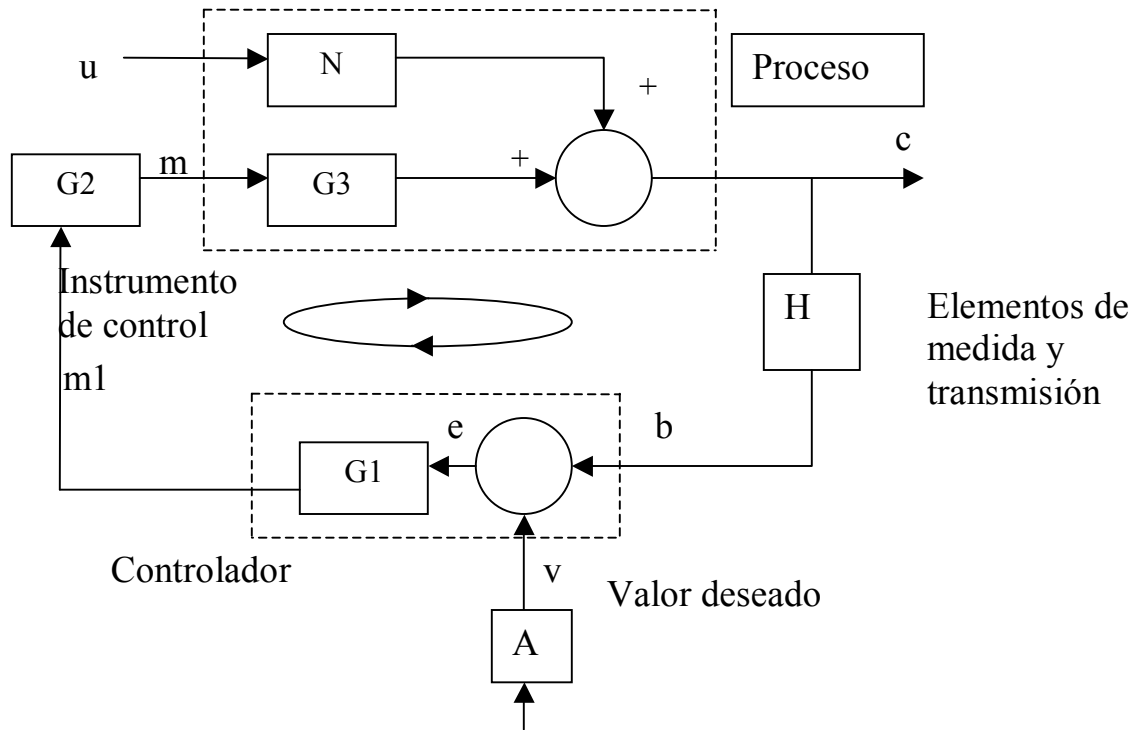 N
Proceso
u
+
c
m
+
G2
G3
Instrumento
de control
H
Elementos de
medida y
transmisión
m1
e
b
G1
Controlador
v
Valor deseado
A